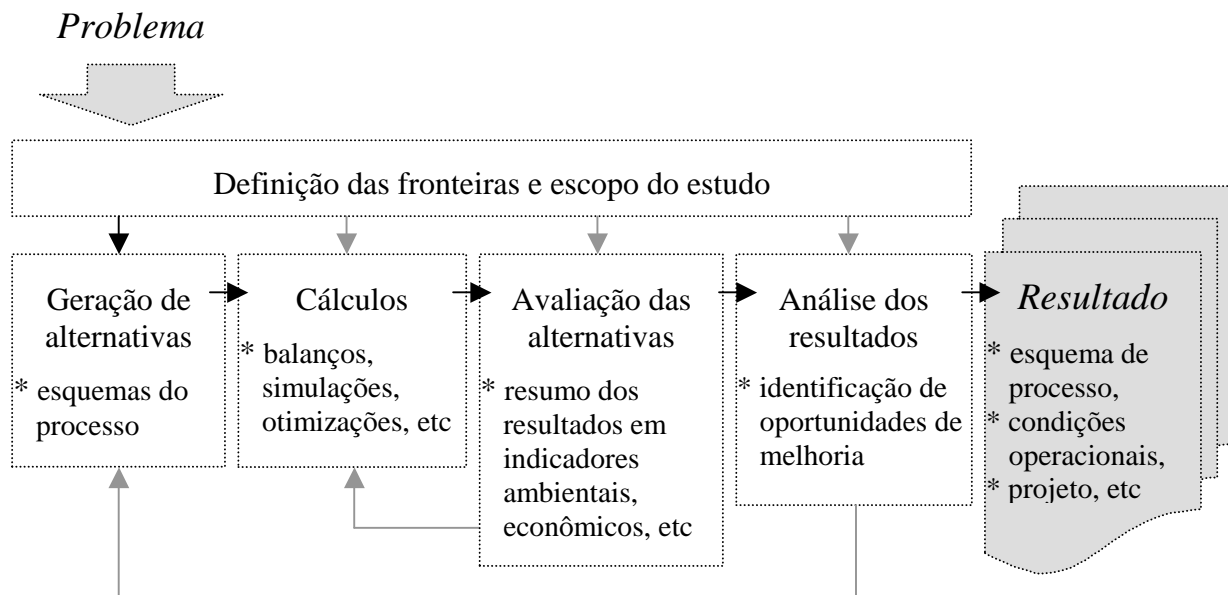 Problema
Definição das fronteiras e escopo do estudo
Geração de
alternativas
* esquemas do
processo
Cálculos
* balanços,
simulações,
otimizações, etc
Avaliação das
alternativas
* resumo dos
resultados em
indicadores
ambientais,
econômicos, etc
Análise dos
resultados
* identificação de
oportunidades de
melhoria
Resultado
* esquema de
processo,
* condições
operacionais,
* projeto, etc